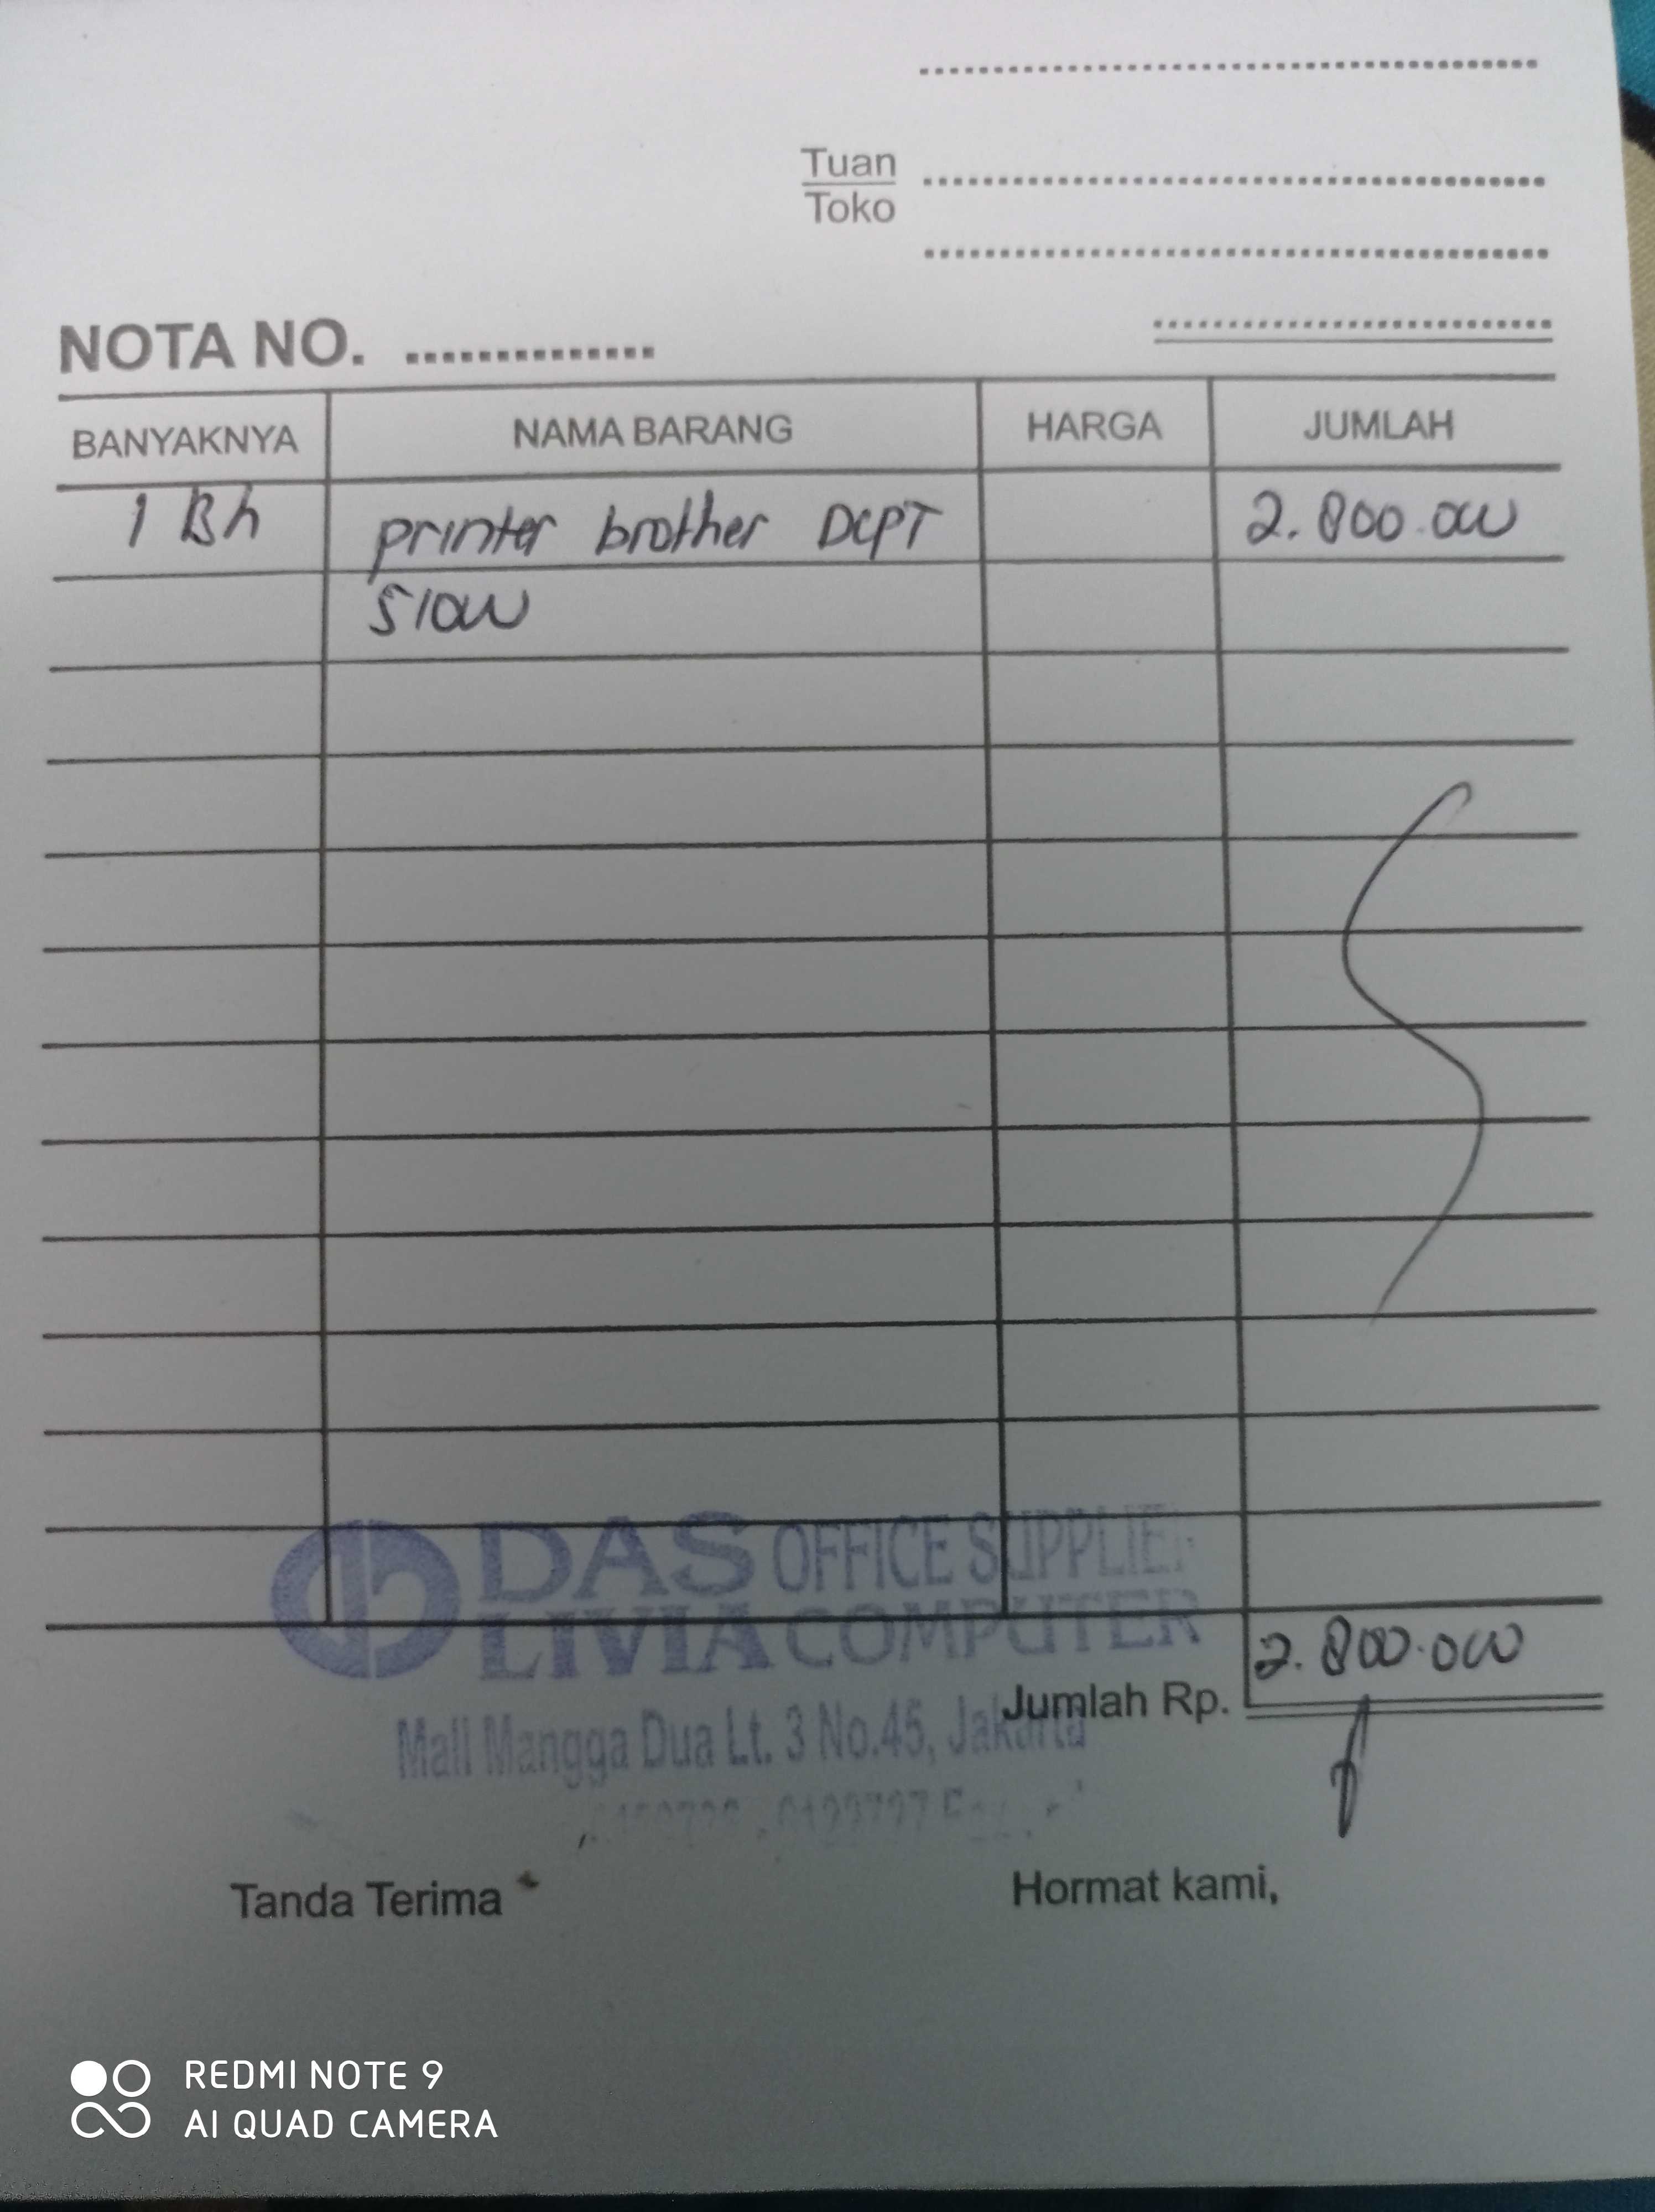 Tuan
Toko
NOTA NO.
BANYAKNYA NAMA BARANG HARGA JUMLAH
1 Bh printer brother DCPT 2.800.000
510W
DAS OFFICE SUPPLIES
LIVIA COMPUTER
2.800.000
Jumlah Rp.
Mall Mangga Dua Lt. 3 No.45, Jakarta
Tanda Terima Hormat kami,
REDMI NOTE 9
AI QUAD CAMERA